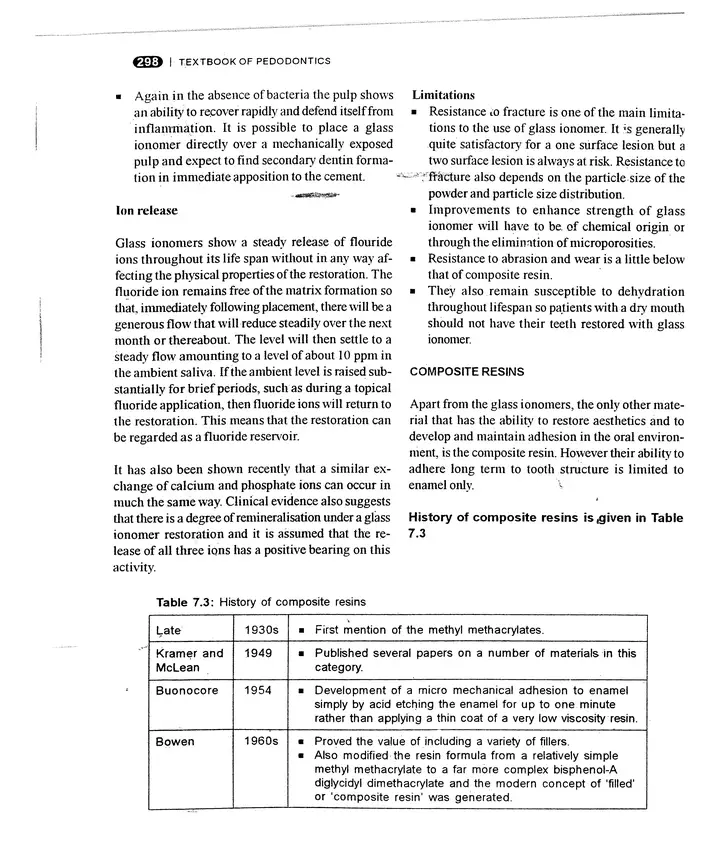 298 | TEXTBOOK OF PEDODONTICS
▪ Again in the absence of bacteria the pulp shows
an ability to recover rapidly and defend itself from
inflammation. It is possible to place a glass
ionomer directly over a mechanically exposed
pulp and expect to find secondary dentin forma-
tion in immediate apposition to the cement.
Ion release
Glass ionomers show a steady release of flouride
ions throughout its life span without in any way af-
fecting the physical properties of the restoration. The
fluoride ion remains free of the matrix formation so
that, immediately following placement, there will be a
generous flow that will reduce steadily over the next
month or thereabout. The level will then settle to a
steady flow amounting to a level of about 10 ppm in
the ambient saliva. If the ambient level is raised sub-
stantially for brief periods, such as during a topical
fluoride application, then fluoride ions will return to
the restoration. This means that the restoration can
be regarded as a fluoride reservoir.
It has also been shown recently that a similar ex-
change of calcium and phosphate ions can occur in
much the same way. Clinical evidence also suggests
that there is a degree of remineralisation under a glass
ionomer restoration and it is assumed that the re-
lease of all three ions has a positive bearing on this
activity.
Limitations
▪ Resistance to fracture is one of the main limita-
tions to the use of glass ionomer. It is generally
quite satisfactory for a one surface lesion but a
two surface lesion is always at risk. Resistance to
fracture also depends on the particle size of the
powder and particle size distribution.
▪ Improvements to enhance strength of glass
ionomer will have to be of chemical origin or
through the elimination of microporosities.
▪ Resistance to abrasion and wear is a little below
that of composite resin.
▪ They also remain susceptible to dehydration
throughout lifespan so patients with a dry mouth
should not have their teeth restored with glass
ionomer.
COMPOSITE RESINS
Apart from the glass ionomers, the only other mate-
rial that has the ability to restore aesthetics and to
develop and maintain adhesion in the oral environ-
ment, is the composite resin. However their ability to
adhere long term to tooth structure is limited to
enamel only.
History of composite resins is given in Table
7.3
Table 7.3: History of composite resins
Late 1930s ▪ First mention of the methyl methacrylates.
Kramer and 1949 ▪ Published several papers on a number of materials in this
McLean category.
Buonocore 1954 ▪ Development of a micro mechanical adhesion to enamel
simply by acid etching the enamel for up to one minute
rather than applying a thin coat of a very low viscosity resin.
Bowen 1960s ▪ Proved the value of including a variety of fillers.
▪ Also modified the resin formula from a relatively simple
methyl methacrylate to a far more complex bisphenol-A
diglycidyl dimethacrylate and the modern concept of 'filled'
or 'composite resin' was generated.